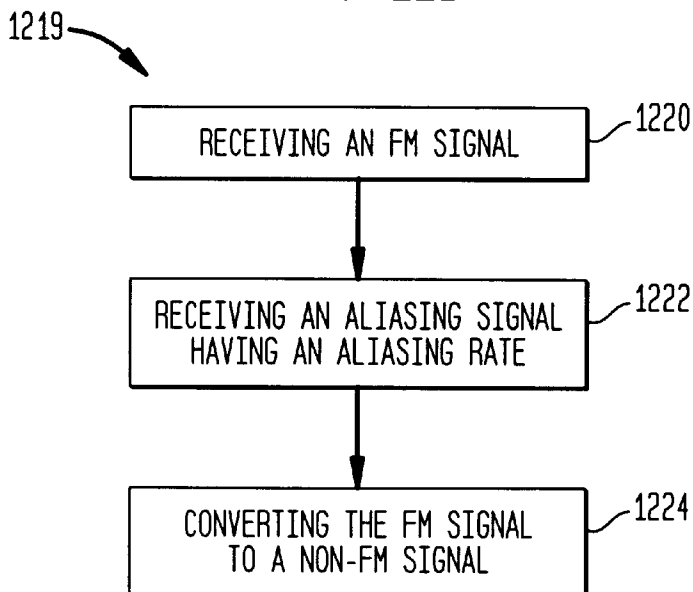 1219
1220
RECEIVING AN FM SIGNAL
1222
RECEIVING AN ALIASING SIGNAL
HAVING AN ALIASING RATE
1224
CONVERTING THE FM SIGNAL
TO A NON-FM SIGNAL